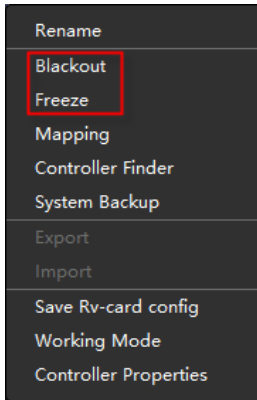 Rename
Blackout
Freeze
Mapping
Controller Finder
System Backup
Export
Import
Save Rv-card config
Working Mode
Controller Properties